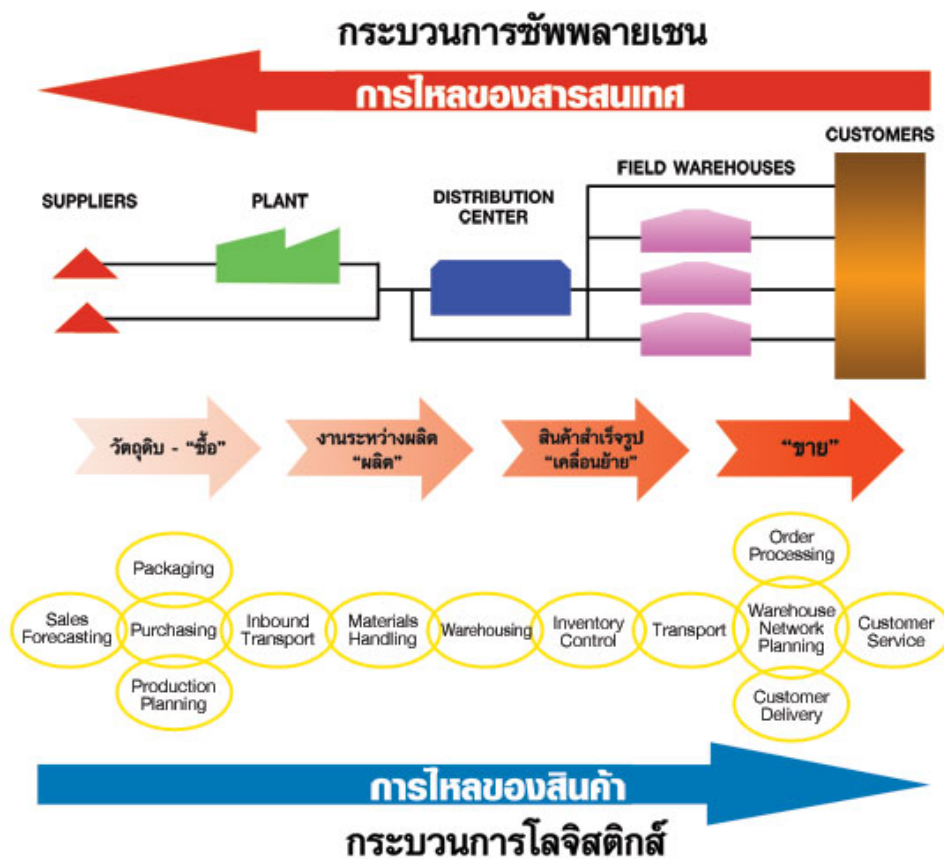 กระบวนการซัพพลายเชน
การไหลของสารสนเทศ
CUSTOMERS
FIELD WAREHOUSES
SUPPLIERS
PLANT
DISTRIBUTION
CENTER
วัตถุดิบ - “ซื้อ”
งานระหว่างผลิต
“ผลิต”
สินค้าสำเร็จรูป
“เคลื่อนย้าย”
“ขาย”
Order
Processing
Packaging
Sales
Forecasting
Purchasing
Inbound
Transport
Materials
Handling
Warehousing
Inventory
Control
Transport
Warehouse
Network
Planning
Customer
Service
Production
Planning
Customer
Delivery
การไหลของสินค้า
กระบวนการโลจิสติกส์